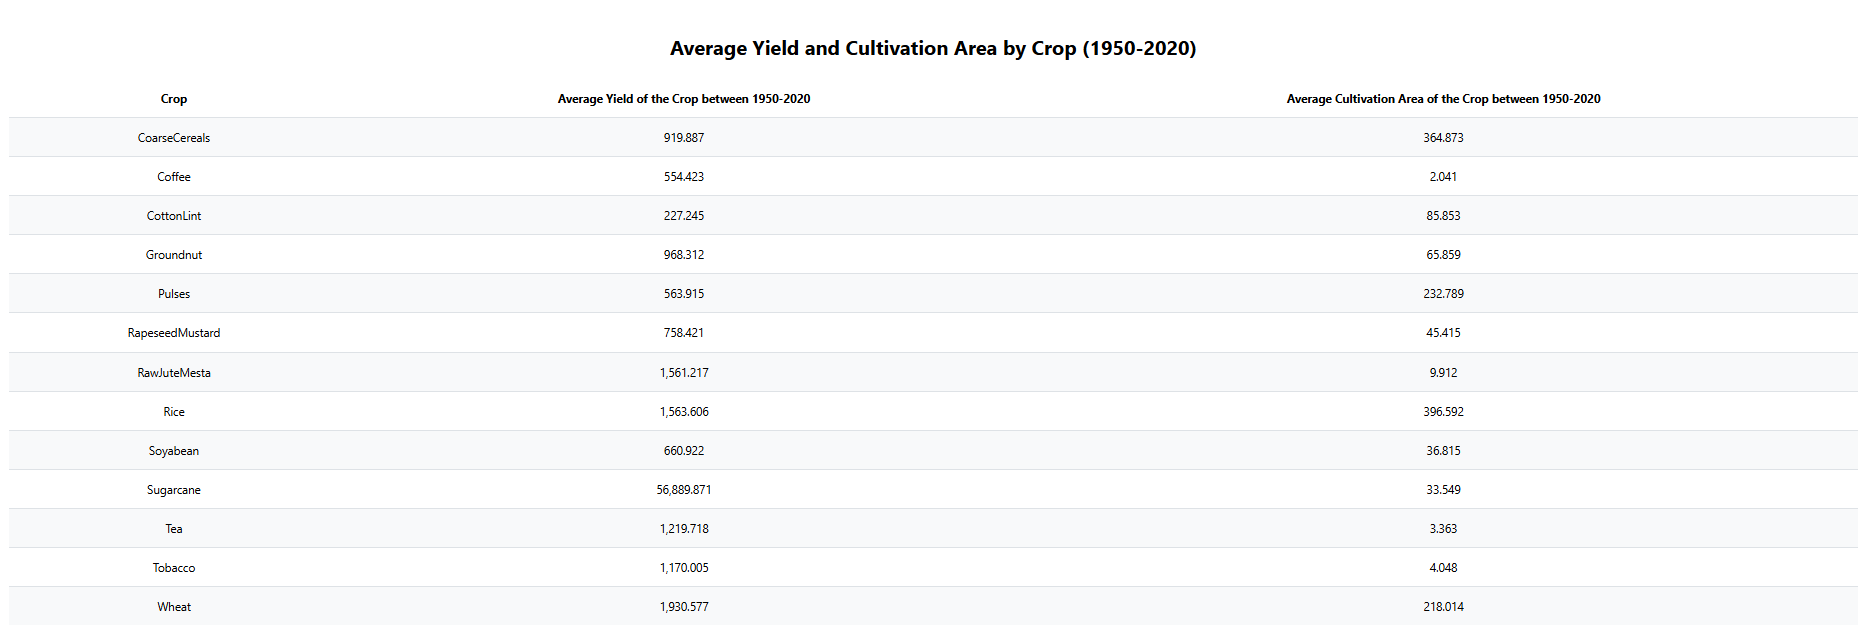 Average Yield and Cultivation Area by Crop (1950-2020)
Crop Average Yield of the Crop between 1950-2020 Average Cultivation Area of the Crop between 1950-2020
CoarseCereals 919.887 364.873
Coffee 554.423 2.041
CottonLint 227.245 85.853
Groundnut 968.312 65.859
Pulses 563.915 232.789
RapeseedMustard 758.421 45.415
RawJuteMesta 1,561.217 9.912
Rice 1,563.606 396.592
Soyabean 660.922 36.815
Sugarcane 56,889.871 33.549
Tea 1,219.718 3.363
Tobacco 1,170.005 4.048
Wheat 1,930.577 218.014